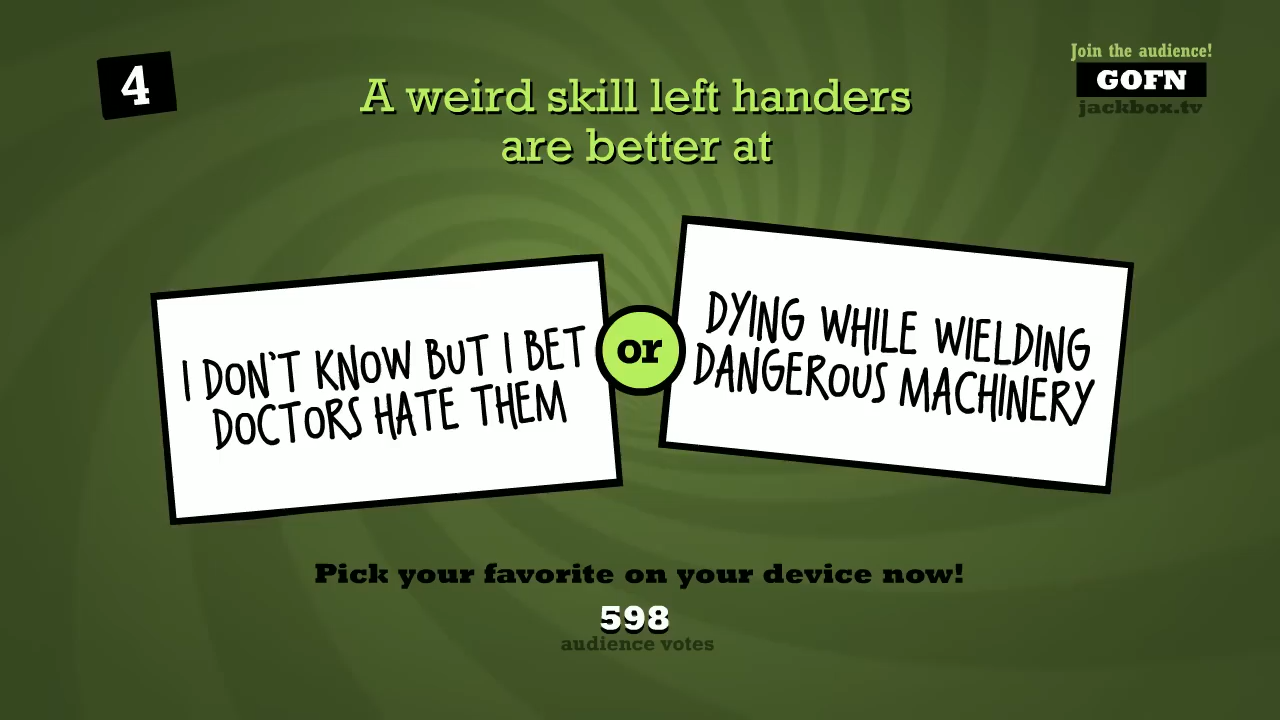 4
A weird skill left handers
are better at
Join the audience!
GOFN
jackbox.tv
I DON'T KNOW BUT I BET
DOCTORS HATE THEM
or
DYING WHILE WIELDING
DANGEROUS MACHINERY
Pick your favorite on your device now!
598
audience votes